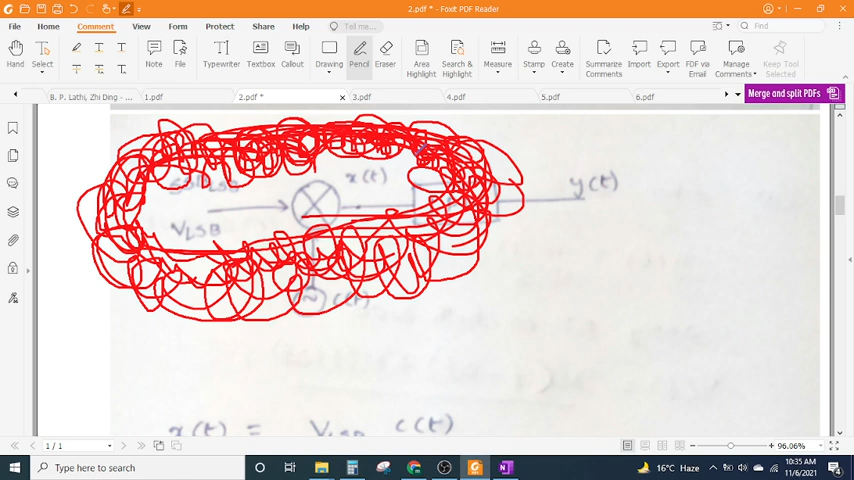 2.pdf * - Foxit PDF Reader
File Home Comment View Form Protect Share Help Tell me... Find
Hand Select Note File Typewriter Textbox Callout Drawing Pencil Eraser Area Highlight Search & Highlight Measure Stamp Create Summarize Comments Import Export FDF via Email Manage Comments Keep Tool Selected
B. P. Lathi, Zhi Ding - ... 1.pdf 2.pdf * 3.pdf 4.pdf 5.pdf 6.pdf Merge and split PDFs
x(t)
y(t)
VLSB
c(t)
x(t) = VLSB c(t)
1 / 1 96.06%
Type here to search 16°C Haze 10:35 AM
11/6/2021